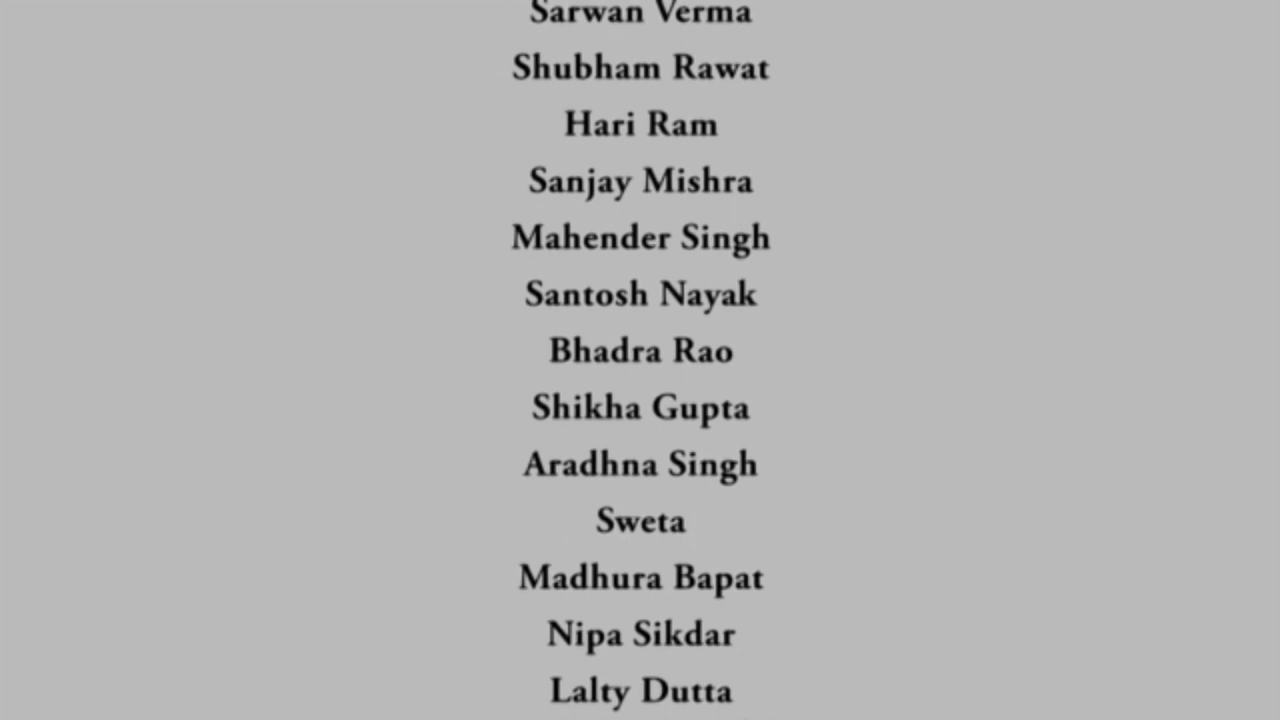 Sarwan Verma
Shubham Rawat
Hari Ram
Sanjay Mishra
Mahender Singh
Santosh Nayak
Bhadra Rao
Shikha Gupta
Aradhna Singh
Sweta
Madhura Bapat
Nipa Sikdar
Lalty Dutta